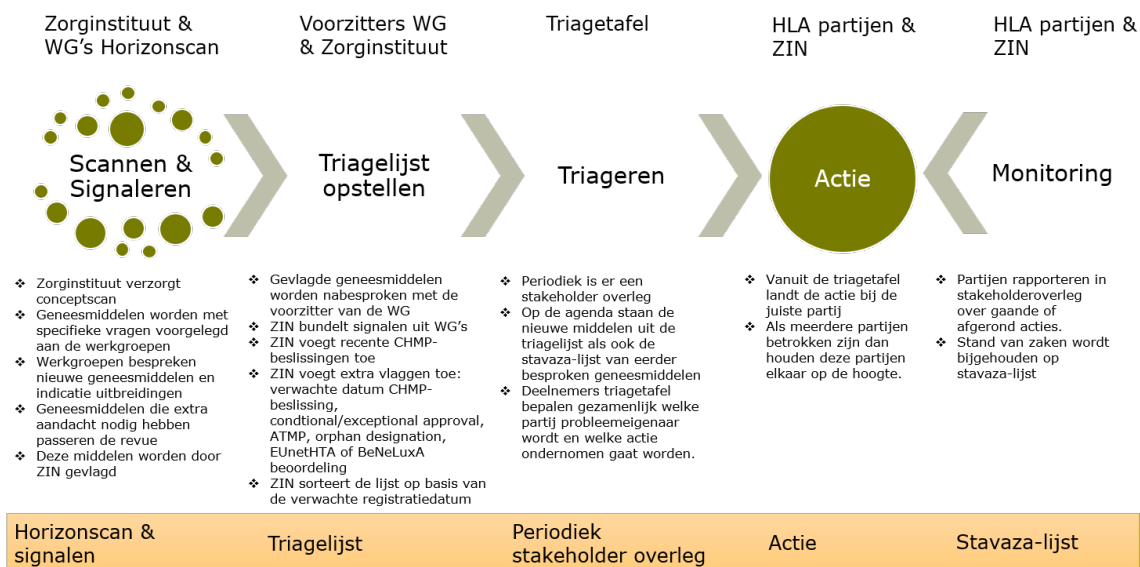 Zorginstituut &
WG's Horizonscan
Voorzitters WG
& Zorginstituut
Triagetafel
HLA partijen &
ZIN
HLA partijen &
ZIN
Scannen &
Signaleren
Triagelijst
opstellen
Triageren
Actie
Monitoring
❖ Zorginstituut verzorgt
conceptscan
❖ Geneesmiddelen worden met
specifieke vragen voorgelegd
aan de werkgroepen
❖ Werkgroepen bespreken
nieuwe geneesmiddelen en
indicatie uitbreidingen
❖ Geneesmiddelen die extra
aandacht nodig hebben
passeren de revue
❖ Deze middelen worden door
ZIN gevlagd
❖ Gevlagde geneesmiddelen
worden nabesproken met de
voorzitter van de WG
❖ ZIN bundelt signalen uit WG's
❖ ZIN voegt recente CHMP-
beslissingen toe
❖ ZIN voegt extra vlaggen toe:
verwachte datum CHMP-
beslissing,
condtional/exceptional approval,
ATMP, orphan designation,
EUnetHTA of BeNeLuxA
beoordeling
❖ ZIN sorteert de lijst op basis van
de verwachte registratiedatum
❖ Periodiek is er een
stakeholder overleg
❖ Op de agenda staan de
nieuwe middelen uit de
triagelijst als ook de
stavaza-lijst van eerder
besproken geneesmiddelen
❖ Deelnemers triagetafel
bepalen gezamenlijk welke
partij probleemeigenaar
wordt en welke actie
ondernomen gaat worden.
❖ Vanuit de triagetafel
landt de actie bij de
juiste partij
❖ Als meerdere partijen
betrokken zijn dan
houden deze partijen
elkaar op de hoogte.
❖ Partijen rapporteren in
stakeholderoverleg
over gaande of
afgerond acties.
❖ Stand van zaken wordt
bijgehouden op
stavaza-lijst
Horizonscan &
signalen
Triagelijst
Periodiek
stakeholder overleg
Actie
Stavaza-lijst